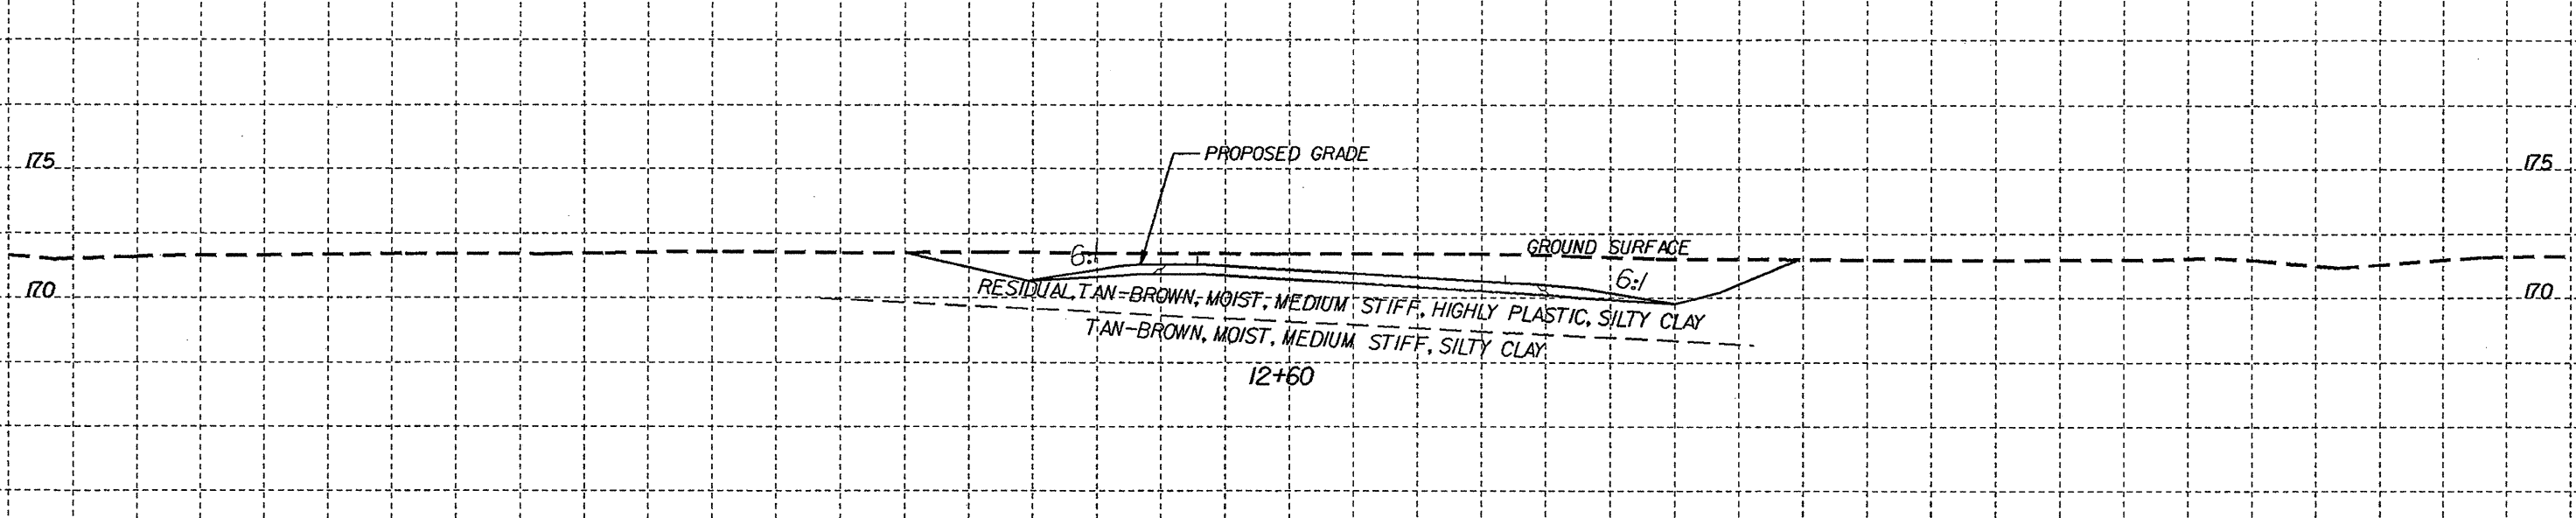 PROPOSED GRADE
175 175
6:1 GROUND SURFACE
6:1
170 170
RESIDUAL, TAN-BROWN, MOIST, MEDIUM STIFF, HIGHLY PLASTIC, SILTY CLAY
TAN-BROWN, MOIST, MEDIUM STIFF, SILTY CLAY
12+60